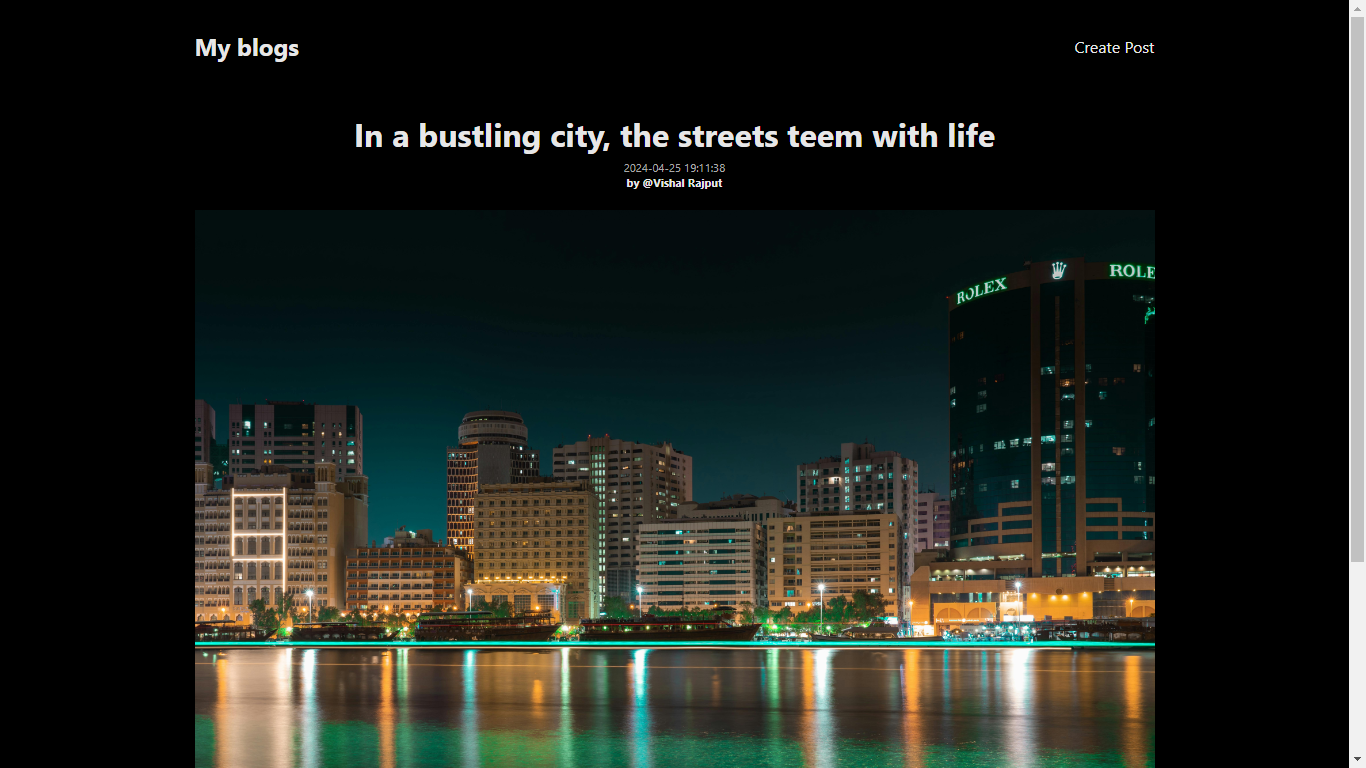 My blogs
Create Post
In a bustling city, the streets teem with life
2024-04-25 19:11:38
by @Vishal Rajput
ROLEX
ROLE